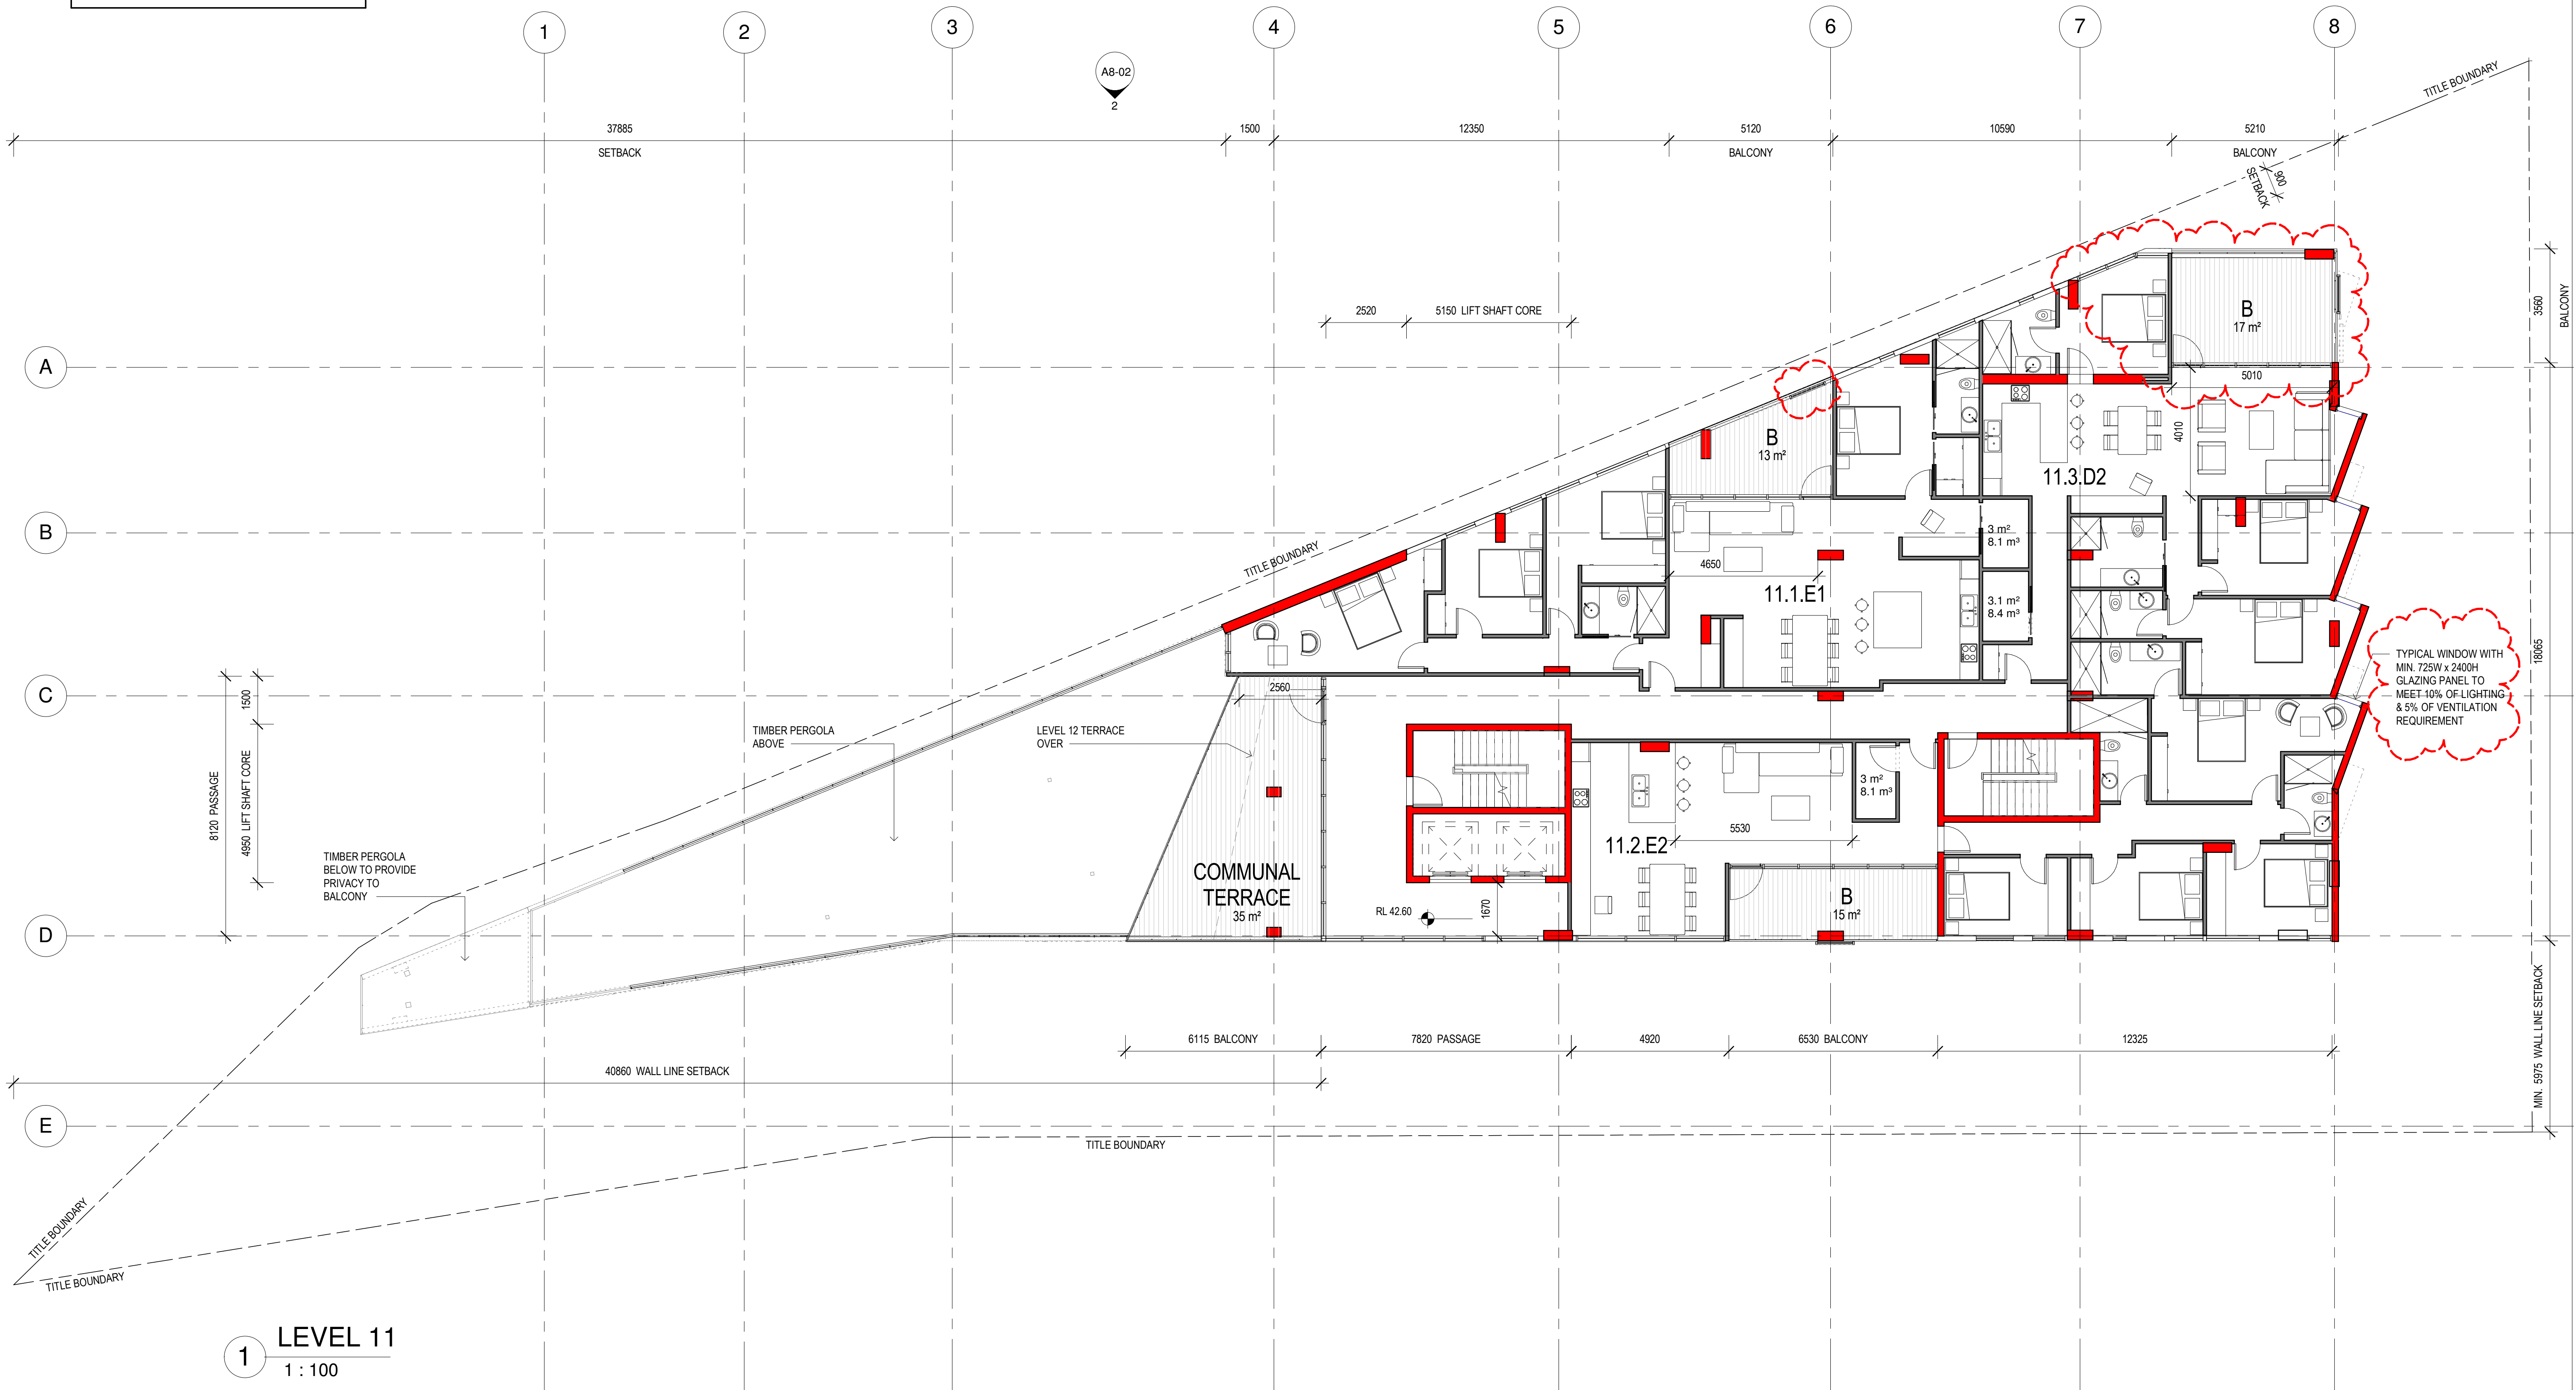 1
2
3
4
5
6
7
8
A8-02
2
TITLE BOUNDARY
37885
SETBACK
1500
12350
5120
BALCONY
10590
5210
BALCONY
900
SETBACK
3560
BALCONY
2520
5150 LIFT SHAFT CORE
B
17 m²
A
5010
4010
B
13 m²
11.3.D2
B
3 m²
8.1 m³
TITLE BOUNDARY
4650
11.1.E1
3.1 m²
8.4 m³
18065
TYPICAL WINDOW WITH
MIN. 725W x 2400H
GLAZING PANEL TO
MEET 10% OF LIGHTING
& 5% OF VENTILATION
REQUIREMENT
C
1500
2560
TIMBER PERGOLA
ABOVE
LEVEL 12 TERRACE
OVER
8120 PASSAGE
4950 LIFT SHAFT CORE
3 m²
8.1 m³
5530
11.2.E2
TIMBER PERGOLA
BELOW TO PROVIDE
PRIVACY TO
BALCONY
COMMUNAL
TERRACE
35 m²
RL 42.60
1670
B
15 m²
D
MIN. 5975 WALL LINE SETBACK
6115 BALCONY
7820 PASSAGE
4920
6530 BALCONY
12325
40860 WALL LINE SETBACK
E
TITLE BOUNDARY
TITLE BOUNDARY
TITLE BOUNDARY
1
LEVEL 11
1 : 100